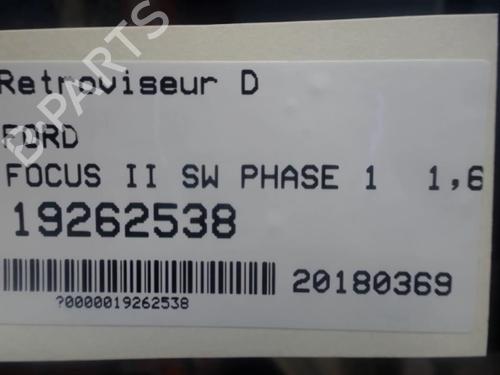 Retroviseur D
FORD
FOCUS II SW PHASE 1 1,6
19262538
20180369
?0000019262538
B-PARTS